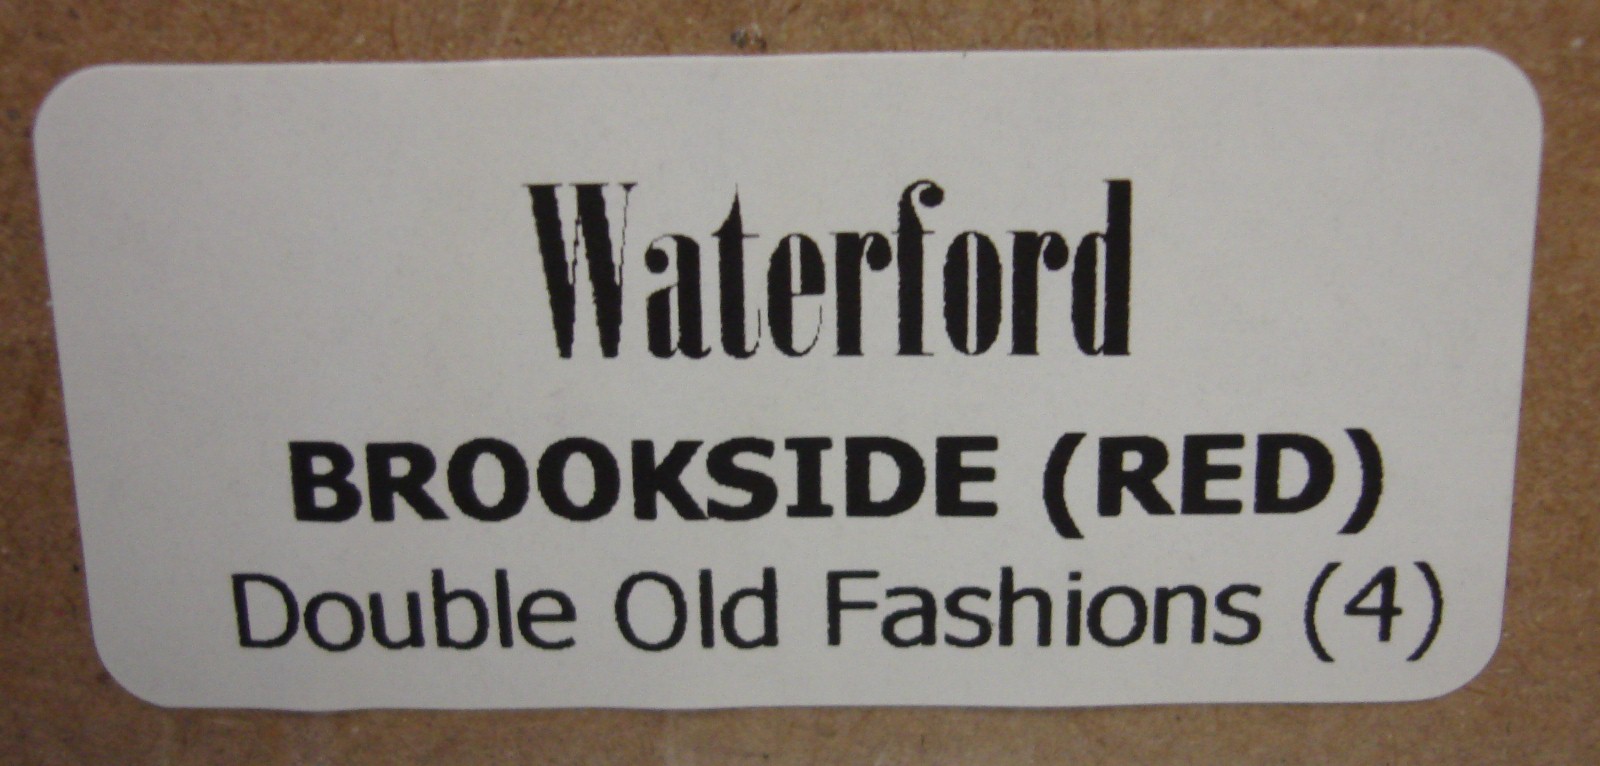 Waterford
BROOKSIDE (RED)
Double Old Fashions (4)